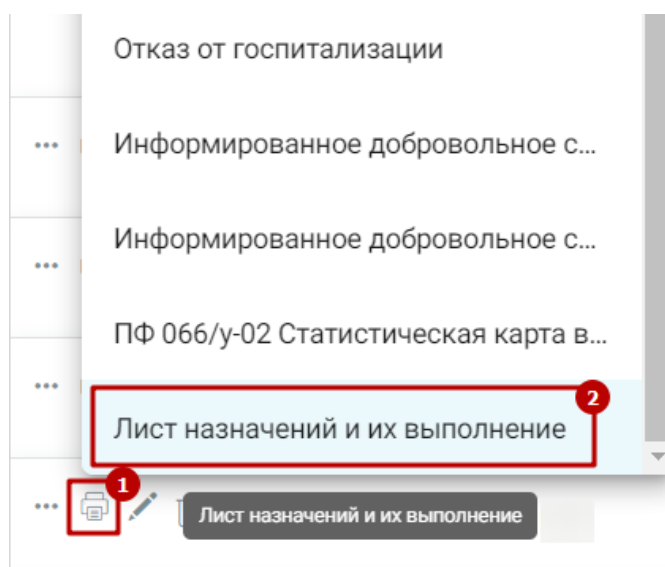 Отказ от госпитализации
Информированное добровольное с...
Информированное добровольное с...
ПФ 066/у-02 Статистическая карта в...
Лист назначений и их выполнение
2
1
Лист назначений и их выполнение